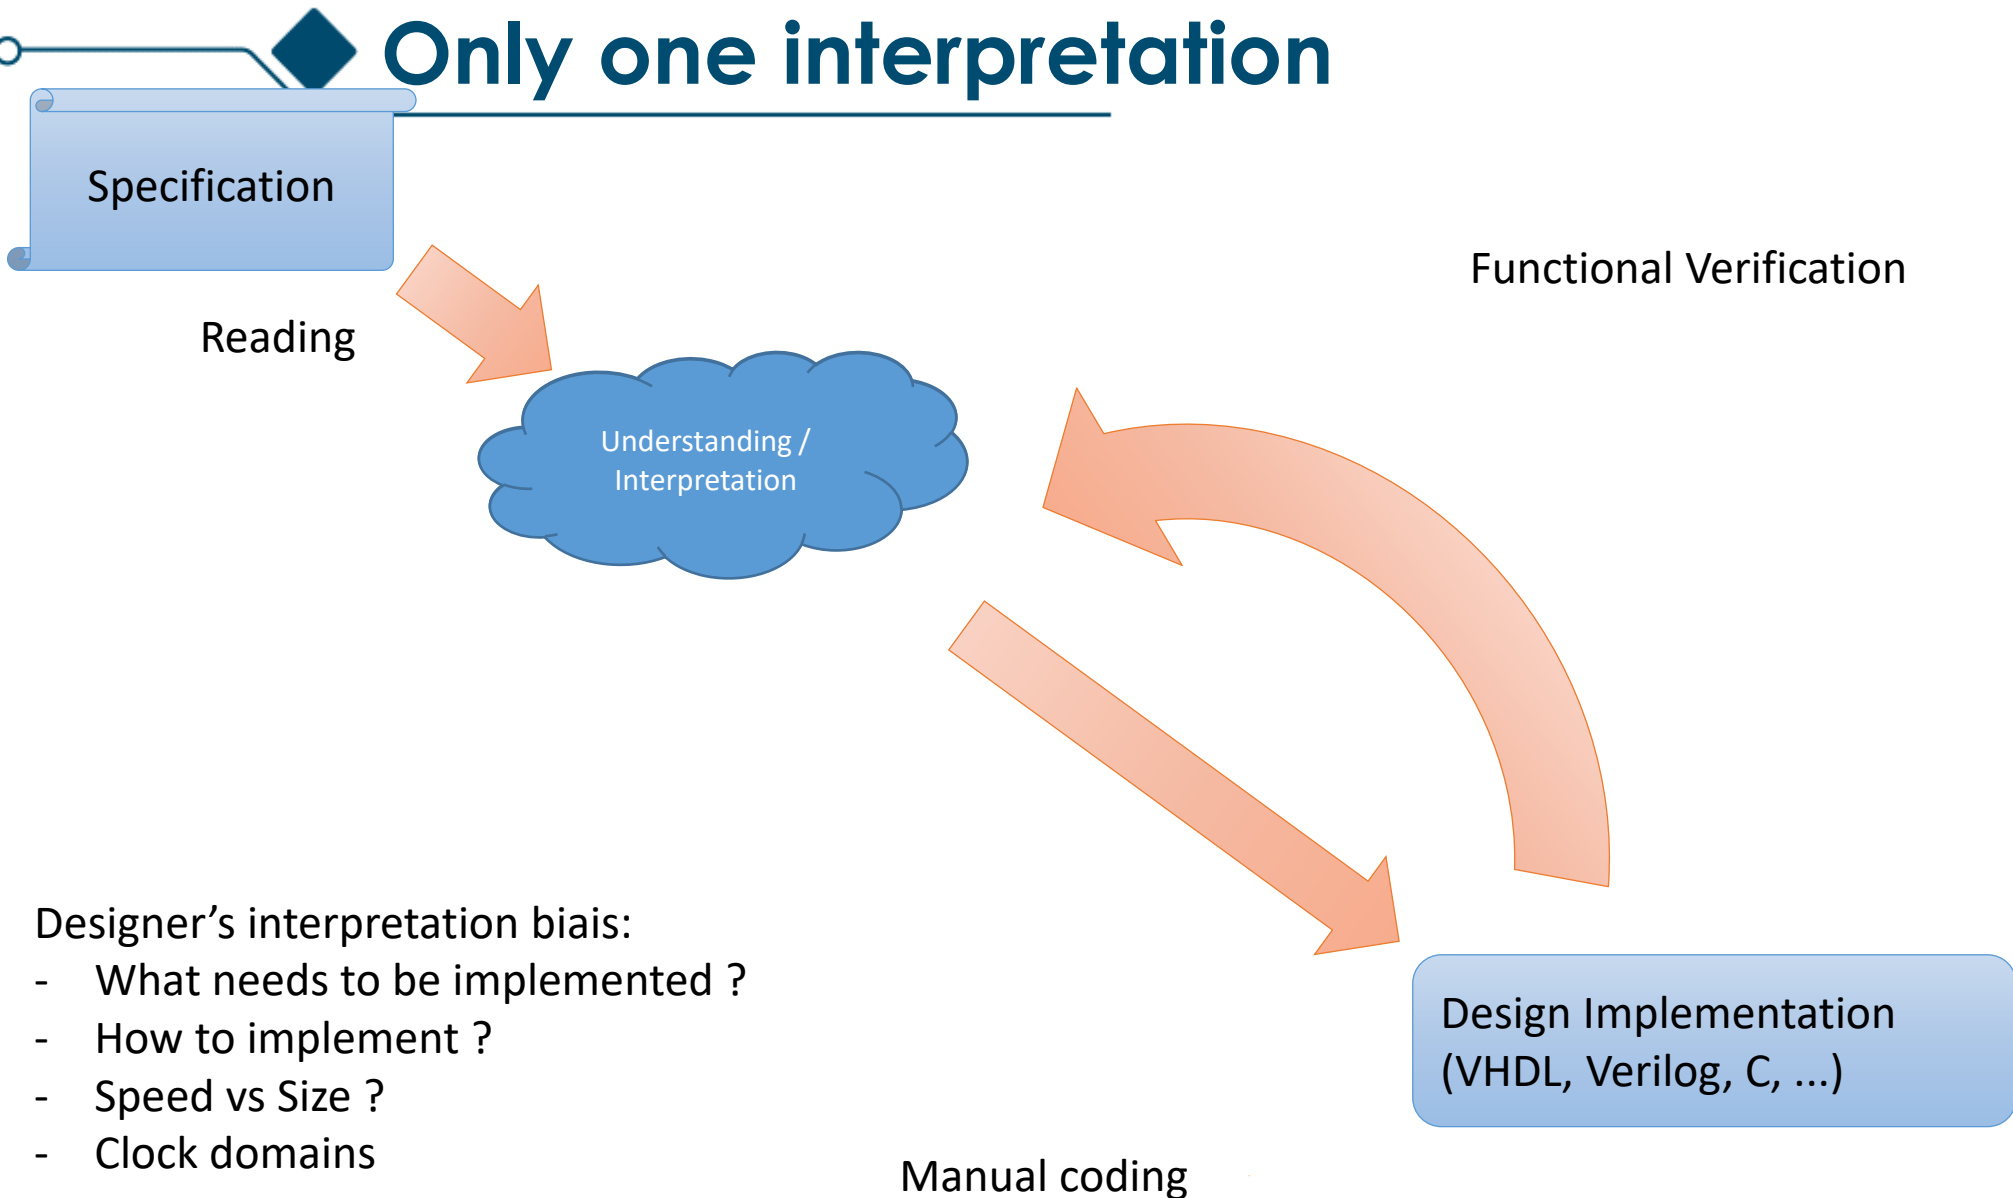 Only one interpretation
Specification
Functional Verification
Reading
Understanding /
Interpretation
Designer’s interpretation biais:
- What needs to be implemented ?
- How to implement ?
- Speed vs Size ?
- Clock domains
Design Implementation
(VHDL, Verilog, C, ...)
Manual coding